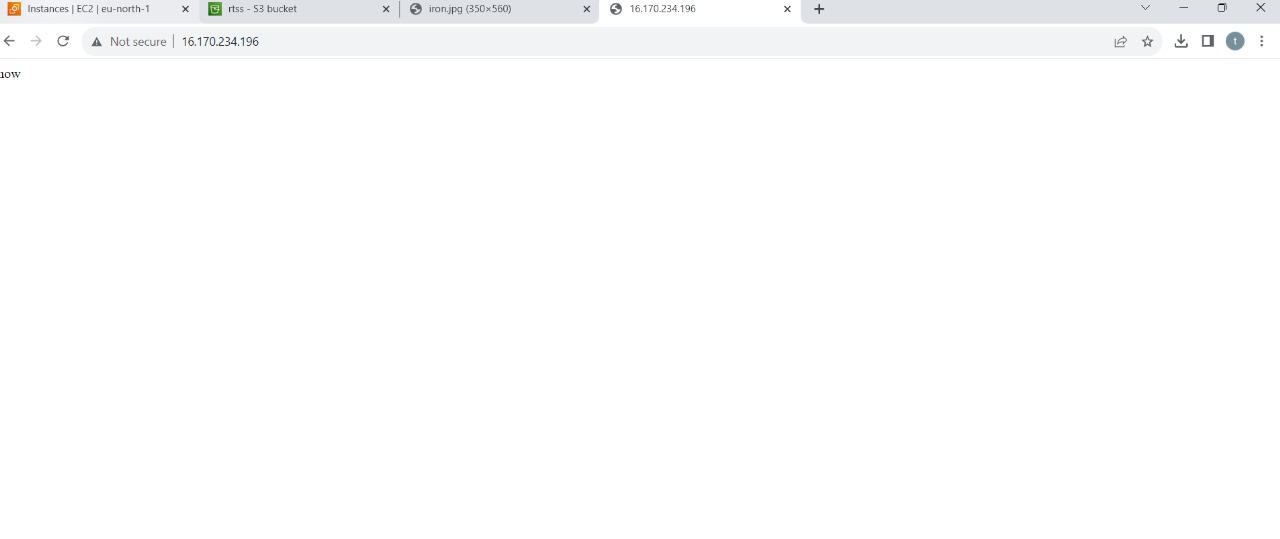 Instances | EC2 | eu-north-1
rtss - S3 bucket
iron.jpg (350×560)
16.170.234.196
Not secure
16.170.234.196
t